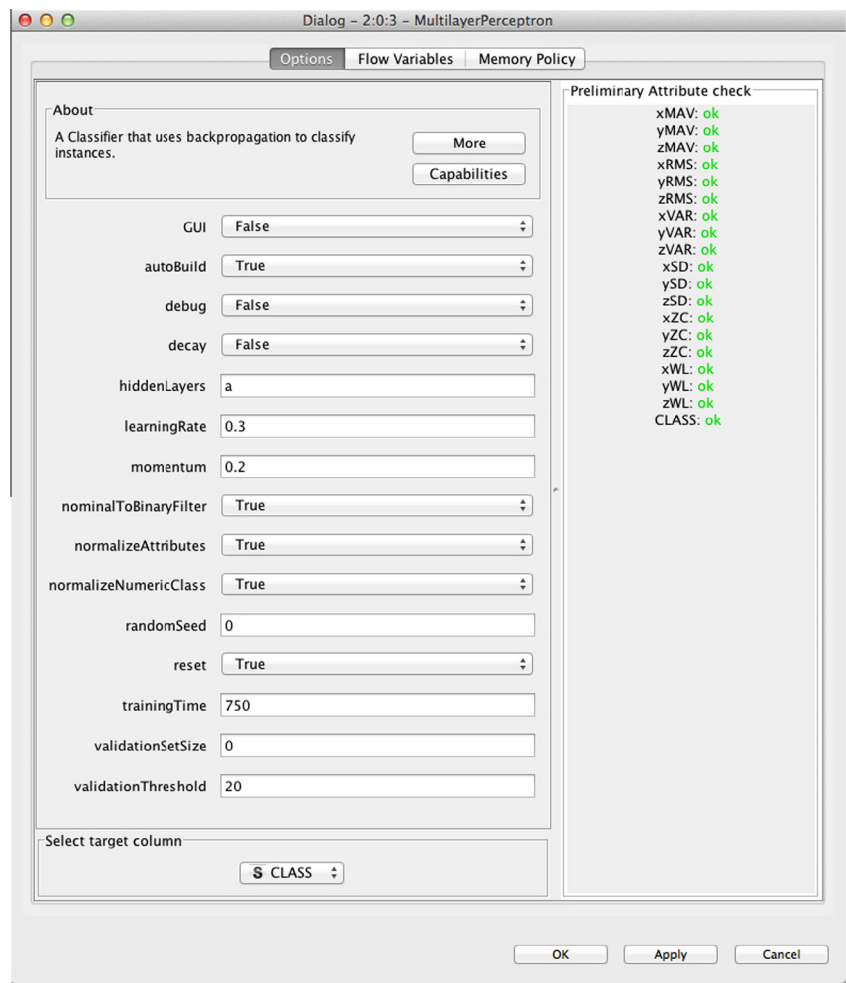 Dialog – 2:0:3 – MultilayerPerceptron
Options Flow Variables Memory Policy
About
A Classifier that uses backpropagation to classify
instances.
More
Capabilities
GUI False
autoBuild True
debug False
decay False
hiddenLayers a
learningRate 0.3
momentum 0.2
nominalToBinaryFilter True
normalizeAttributes True
normalizeNumericClass True
randomSeed 0
reset True
trainingTime 750
validationSetSize 0
validationThreshold 20
Select target column
S CLASS
Preliminary Attribute check
xMAV: ok
yMAV: ok
zMAV: ok
xRMS: ok
yRMS: ok
zRMS: ok
xVAR: ok
yVAR: ok
zVAR: ok
xSD: ok
ySD: ok
zSD: ok
xZC: ok
yZC: ok
zZC: ok
xWL: ok
yWL: ok
zWL: ok
CLASS: ok
OK Apply Cancel